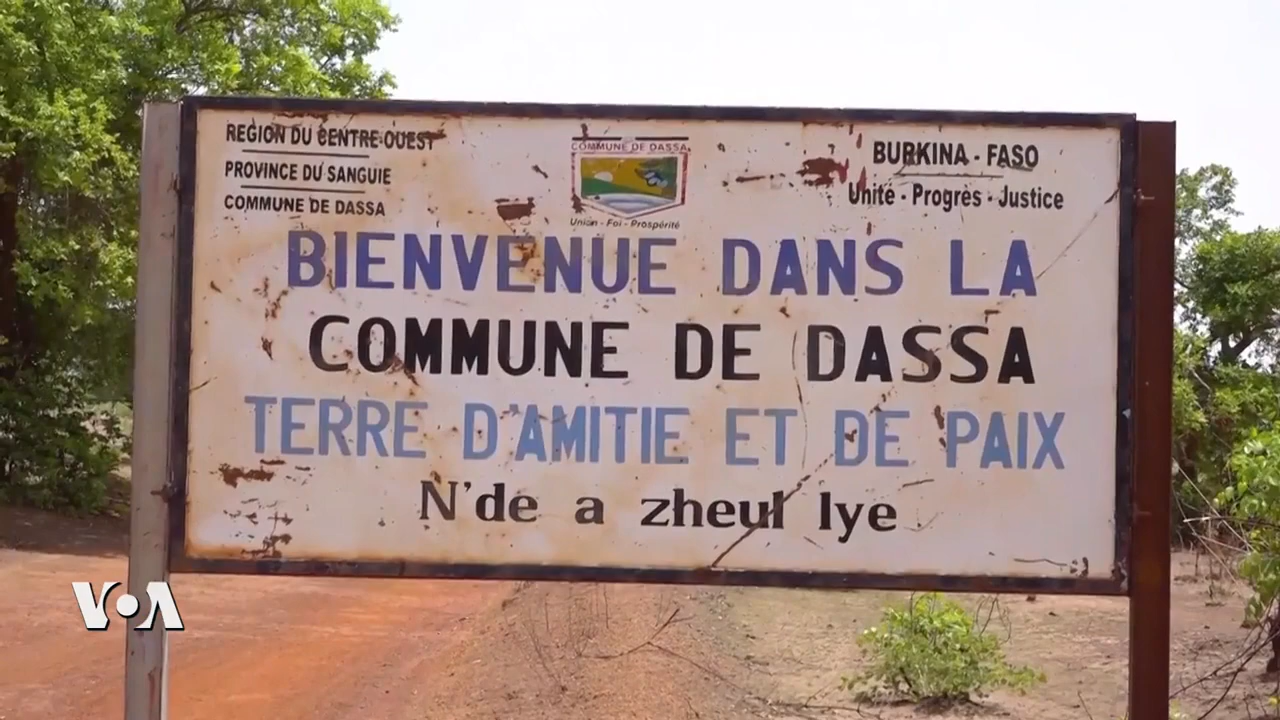 REGION DU CENTRE-OUEST
PROVINCE DU SANGUIE
COMMUNE DE DASSA
COMMUNE DE DASSA
Union - Foi - Prospérité
BURKINA - FASO
Unité - Progrès - Justice
BIENVENUE DANS LA
COMMUNE DE DASSA
TERRE D'AMITIE ET DE PAIX
N'de a zheul lye
VOA